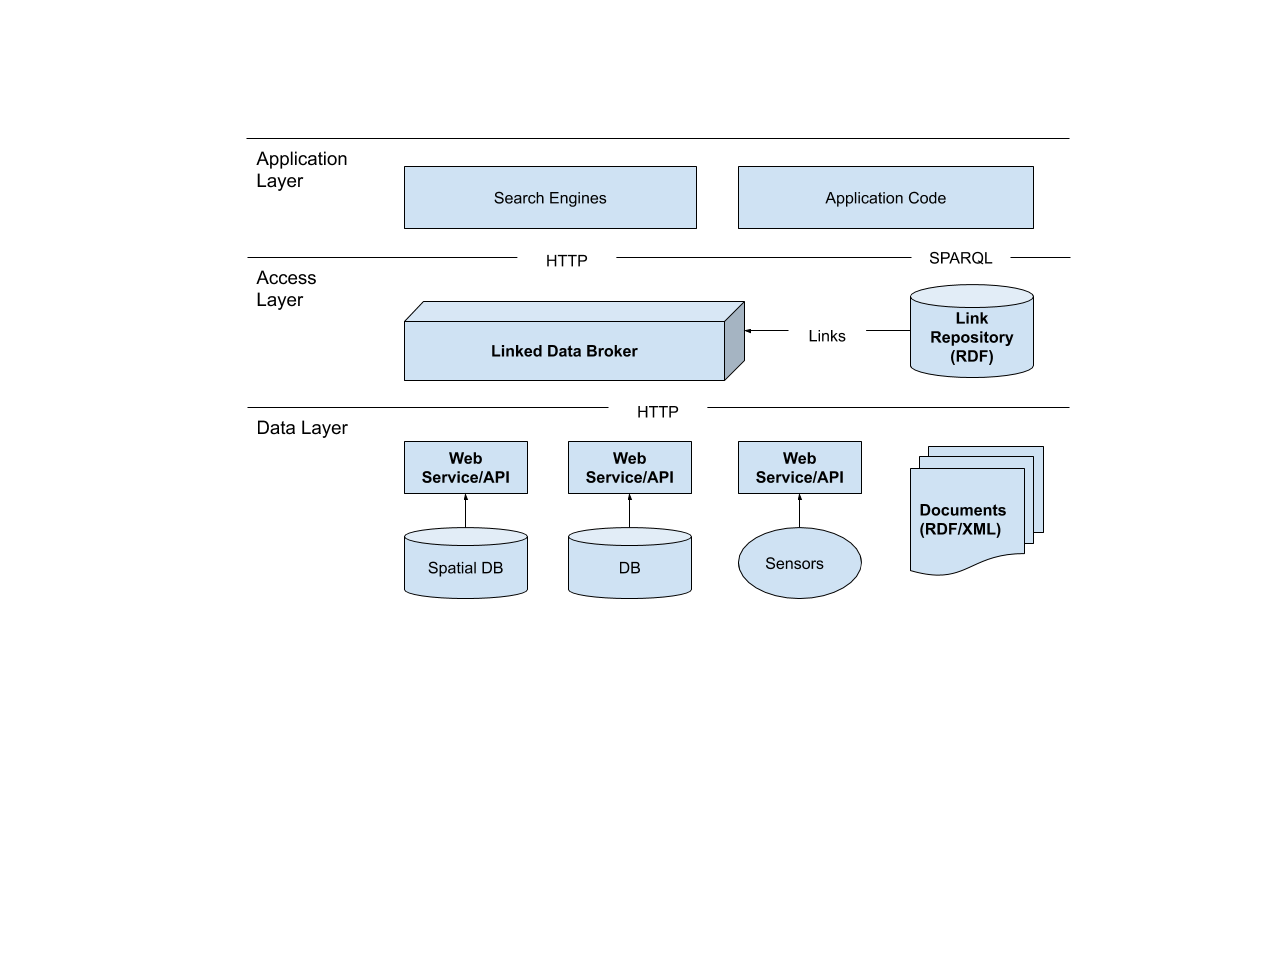 Application
Layer
Search Engines
Application Code
HTTP
SPARQL
Access
Layer
Linked Data Broker
Links
Link
Repository
(RDF)
HTTP
Data Layer
Web
Service/API
Web
Service/API
Web
Service/API
Documents
(RDF/XML)
Spatial DB
DB
Sensors